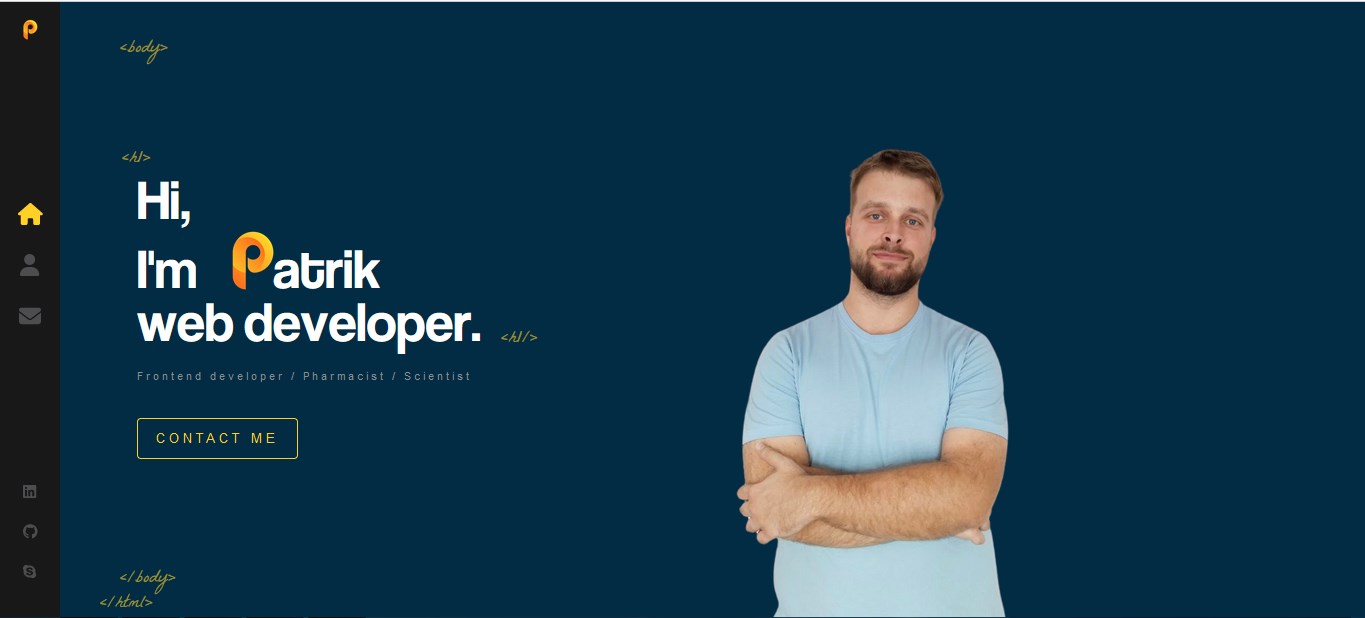 <body>
<h1>
Hi,
I'm Patrik
web developer.
<h1/>
Frontend developer / Pharmacist / Scientist
CONTACT ME
</body>
</html>